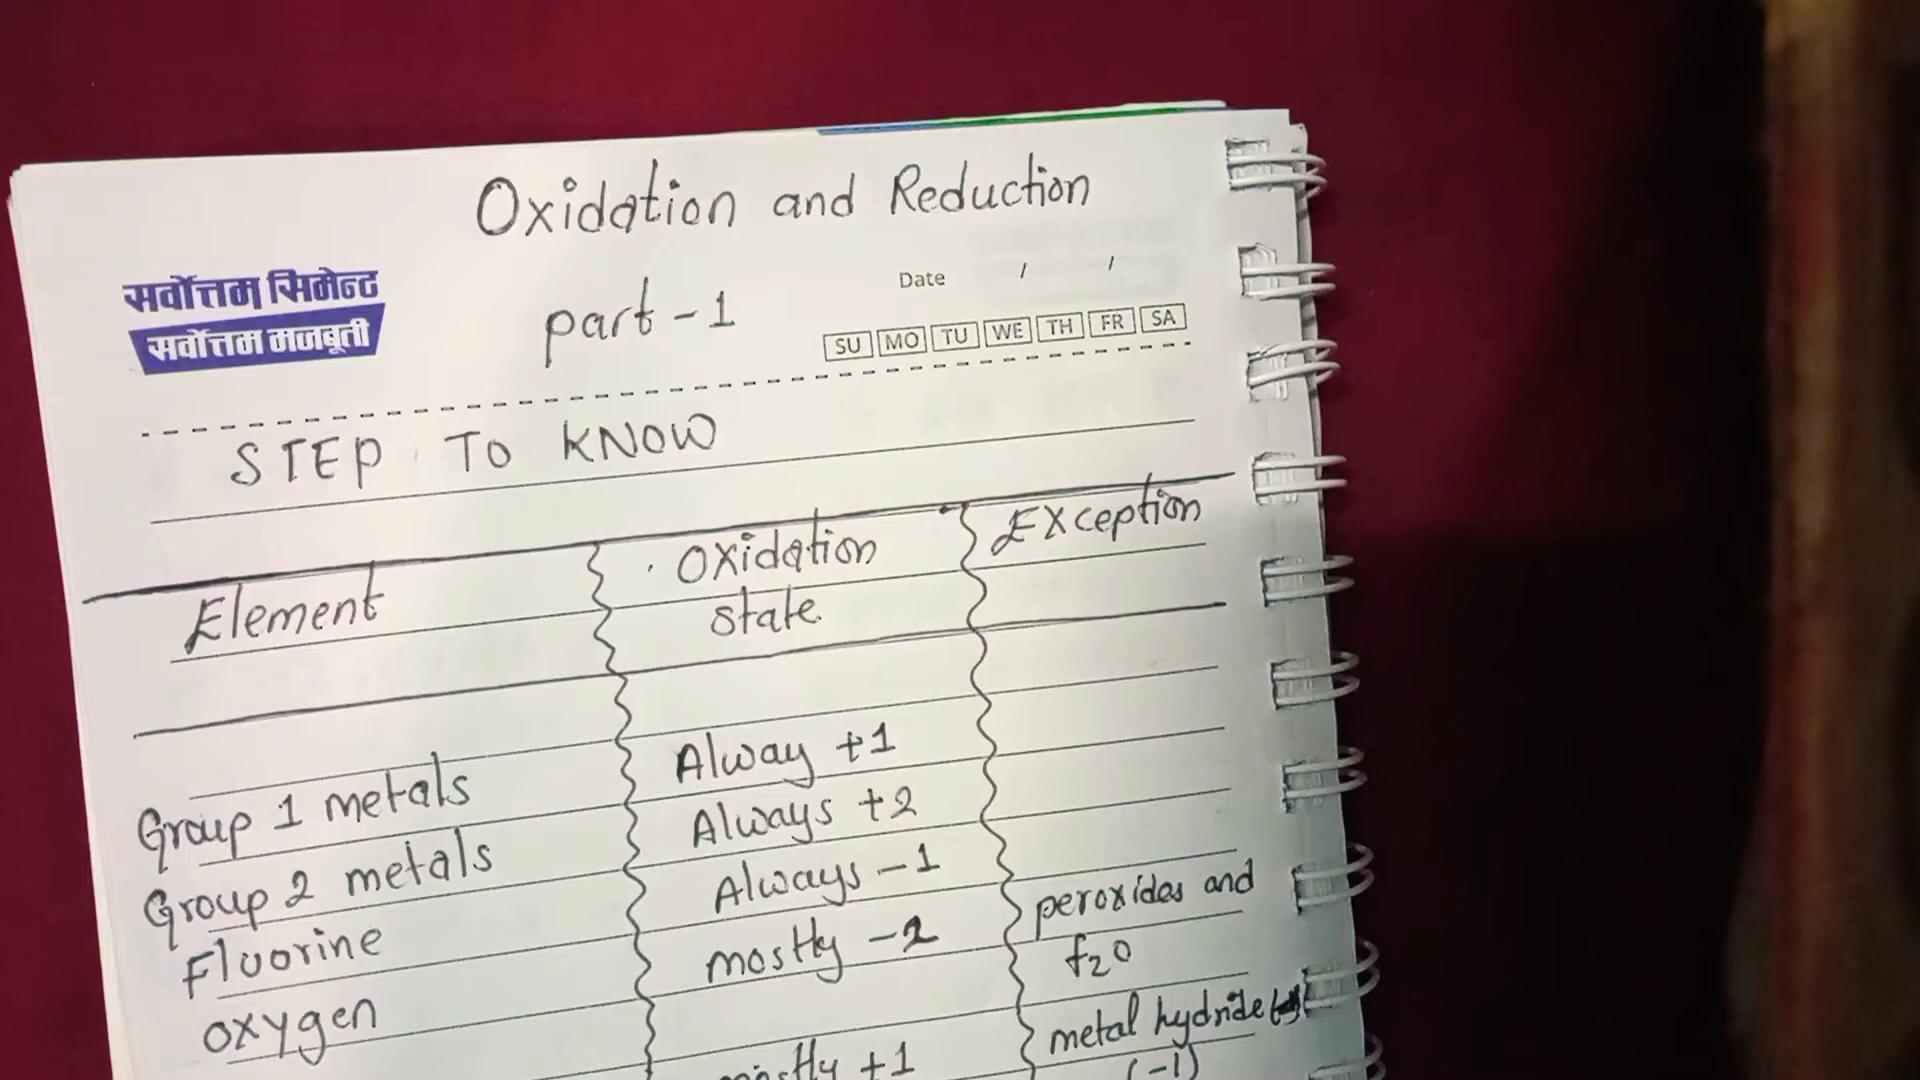 Oxidation and Reduction
सर्वोत्तम सिमेन्ट
सर्वोत्तम मजबूती
part - 1
Date / /
SU MO TU WE TH FR SA
STEP TO KNOW
Element Oxidation state Exception
Group 1 metals Alway +1
Group 2 metals Always +2
Fluorine Always -1
oxygen mostly -2 peroxides and f₂0
mostly +1 metal hydride (-1)